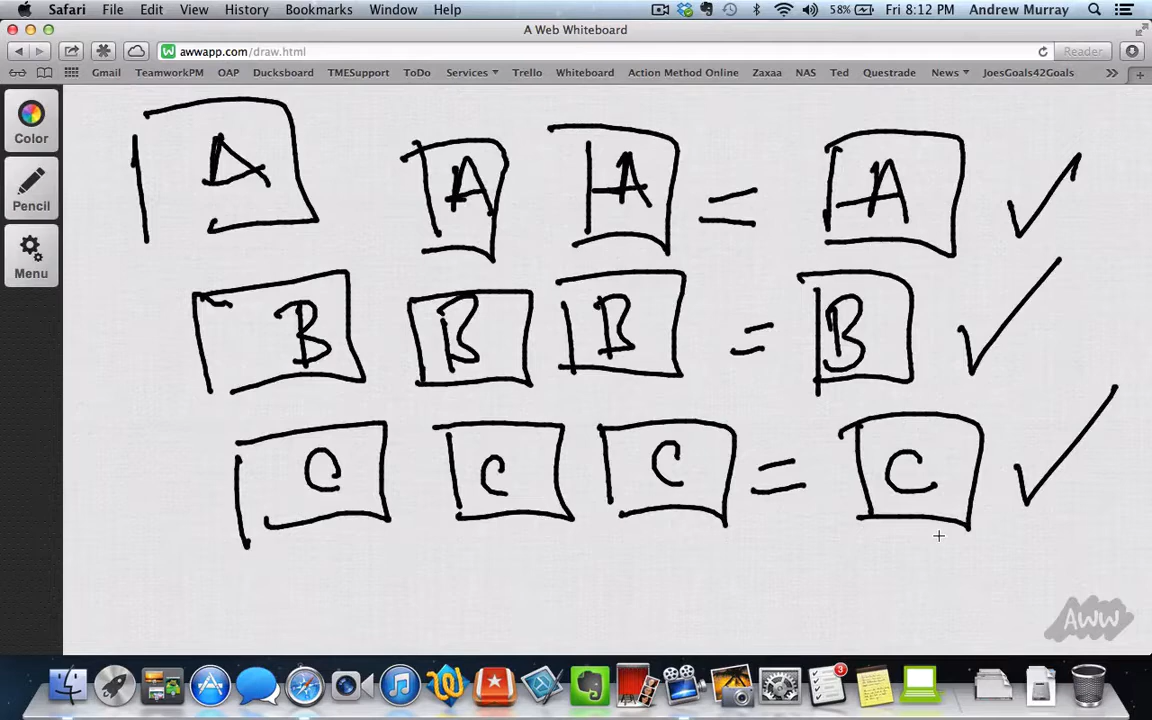 Safari File Edit View History Bookmarks Window Help 58% Fri 8:12 PM Andrew Murray
A Web Whiteboard
awwapp.com/draw.html Reader
Gmail TeamworkPM OAP Ducksboard TMESupport ToDo Services Trello Whiteboard Action Method Online Zaxaa NAS Ted Questrade News JoesGoals42Goals
Color
Pencil
Menu
A A A = A
B B B = B
C C C = C
AWW
3